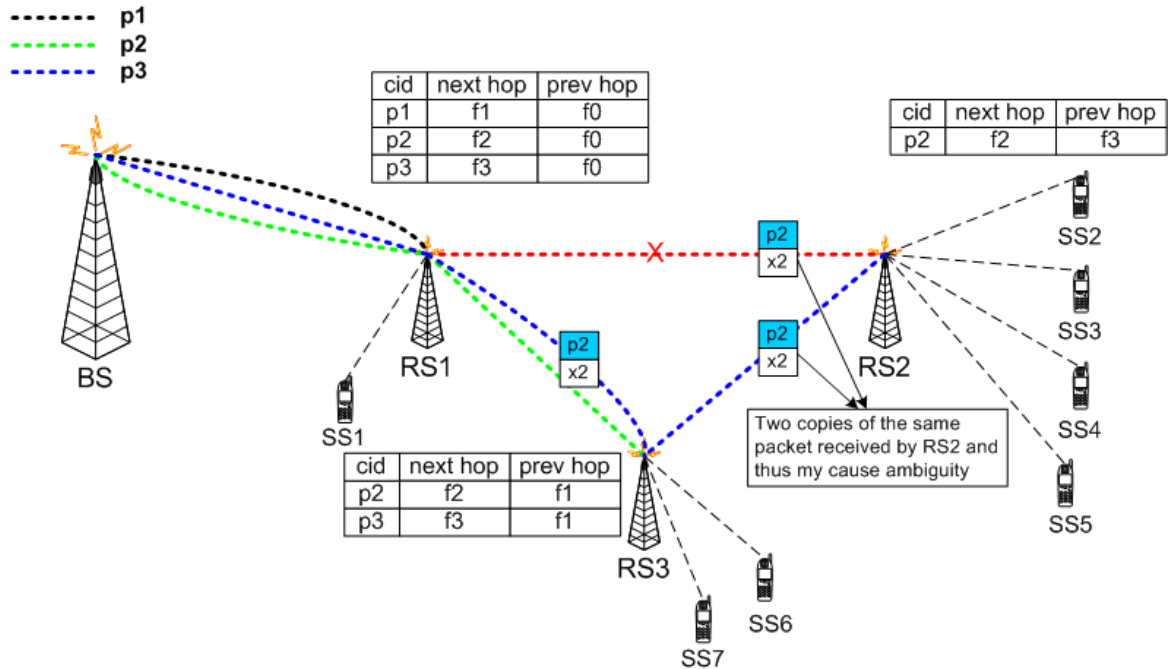 p1
p2
p3
cid next hop prev hop
p1 f1 f0
p2 f2 f0
p3 f3 f0
cid next hop prev hop
p2 f2 f3
SS2
X
p2
x2
SS3
BS
RS1
p2
x2
p2
x2
RS2
SS1
SS4
Two copies of the same
packet received by RS2 and
thus my cause ambiguity
cid next hop prev hop
p2 f2 f1
p3 f3 f1
SS5
RS3
SS6
SS7